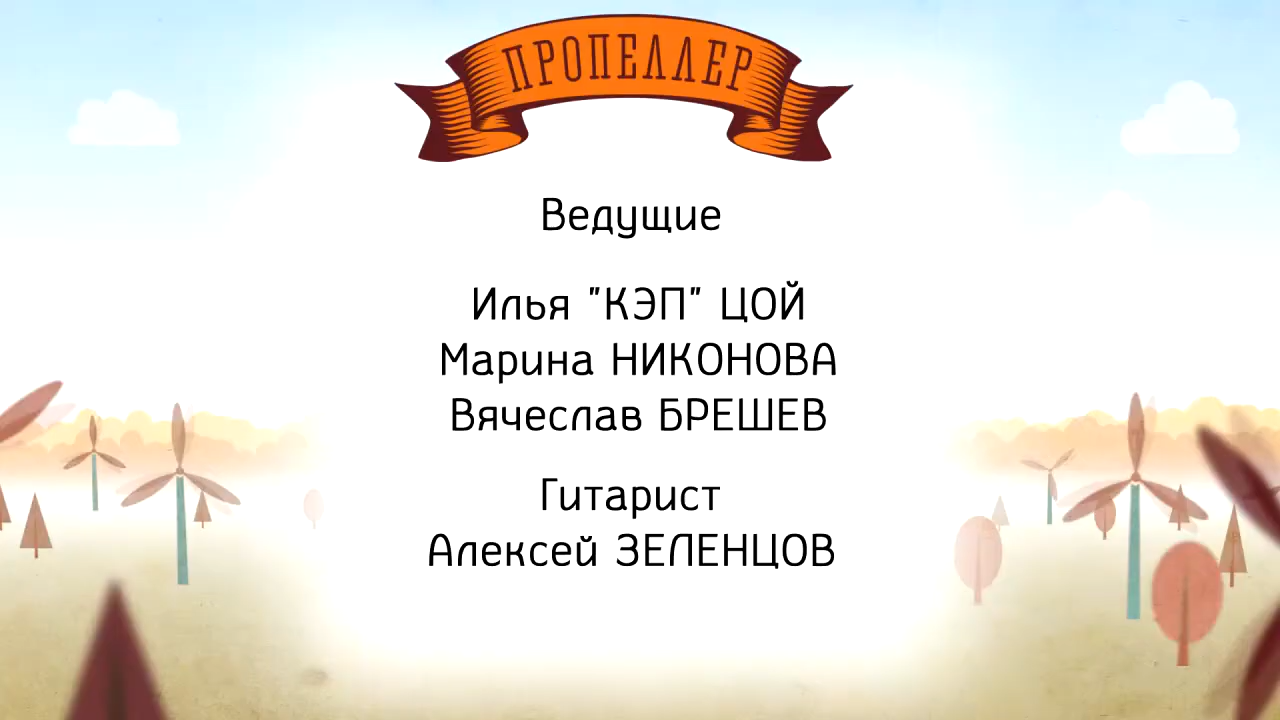 ПРОПЕЛЛЕР
Ведущие
Илья "КЭП" ЦОЙ
Марина НИКОНОВА
Вячеслав БРЕШЕВ
Гитарист
Алексей ЗЕЛЕНЦОВ